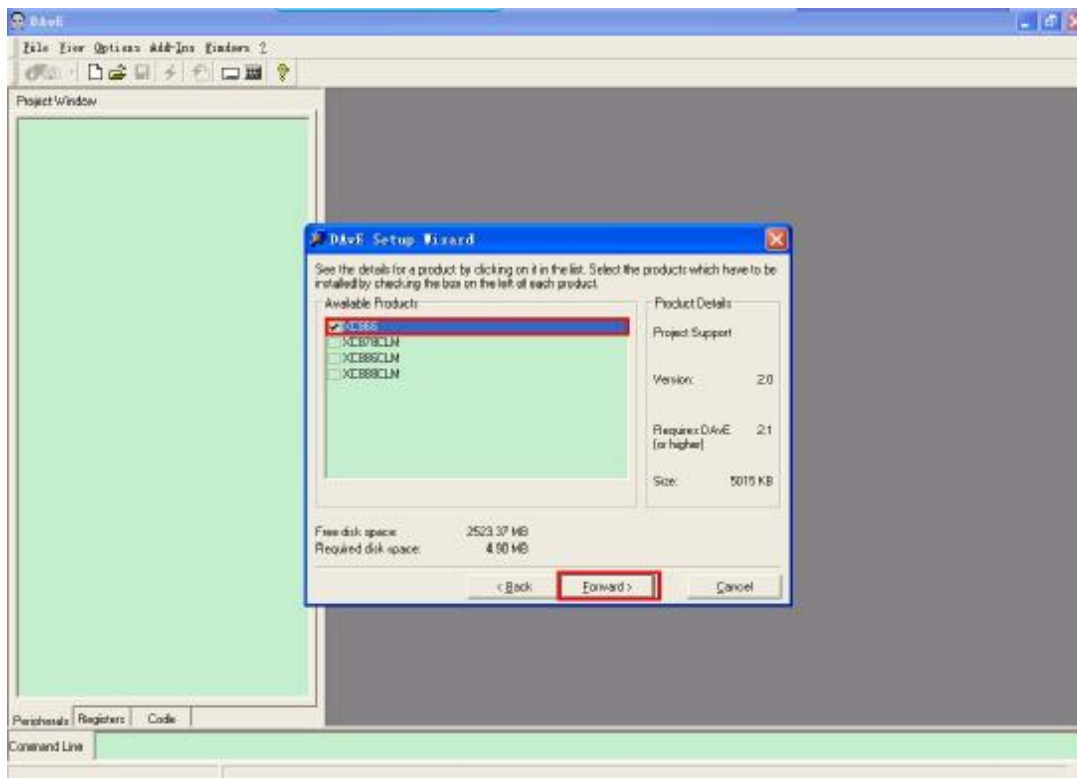 DAvE
File View Options Add-Ins Windows ?
Project Window
DAvE Setup Wizard
See the details for a product by clicking on it in the list. Select the products which have to be
installed by checking the box on the left of each product.
Available Products
XC866
XC878CLM
XC886CLM
XC888CLM
Product Details
Project Support
Version: 2.0
Requires DAvE 2.1
(or higher)
Size: 5015 KB
Free disk space: 2523.37 MB
Required disk space: 4.90 MB
< Back
Forward >
Cancel
Peripherals Registers Code
Command Line